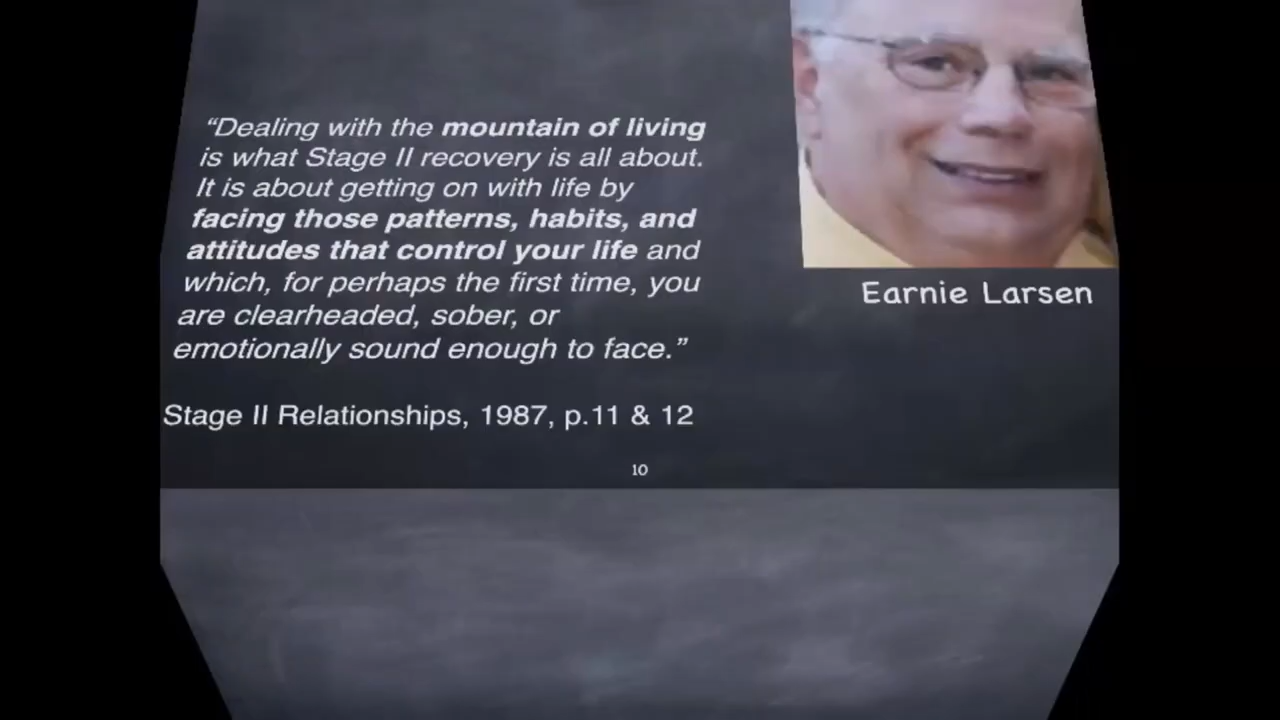 “Dealing with the mountain of living
is what Stage II recovery is all about.
It is about getting on with life by
facing those patterns, habits, and
attitudes that control your life and
which, for perhaps the first time, you
are clearheaded, sober, or
emotionally sound enough to face.”
Stage II Relationships, 1987, p.11 & 12
Earnie Larsen
10